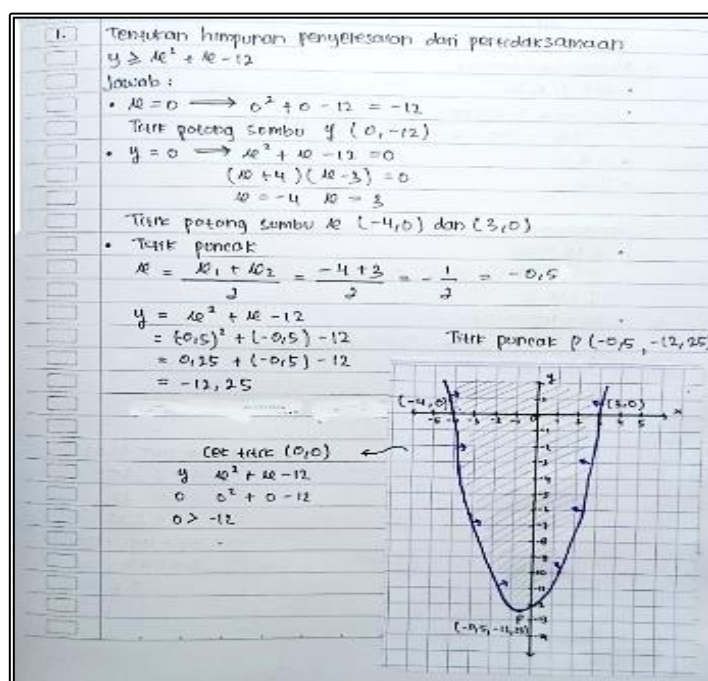 1. Tentukan himpunan penyelesaian dari pertidaksamaan
y ≥ x² + x - 12
Jawab :
• x = 0 → 0² + 0 - 12 = -12
Titik potong sumbu y (0, -12)
• y = 0 → x² + x - 12 = 0
(x + 4) (x - 3) = 0
x = -4 x = 3
Titik potong sumbu x (-4,0) dan (3,0)
• Titik puncak
x = x₁ + x₂ / 2 = -4 + 3 / 2 = - 1 / 2 = -0,5
y = x² + x - 12
= (-0,5)² + (-0,5) - 12
= 0,25 + (-0,5) - 12
= -12,25
Titik puncak P (-0,5 , -12,25)
Cek titik (0,0) ←
y x² + x - 12
0 0² + 0 - 12
0 > -12
y
(-4,0)
(3,0)
x
P
(-0,5, -12,25)